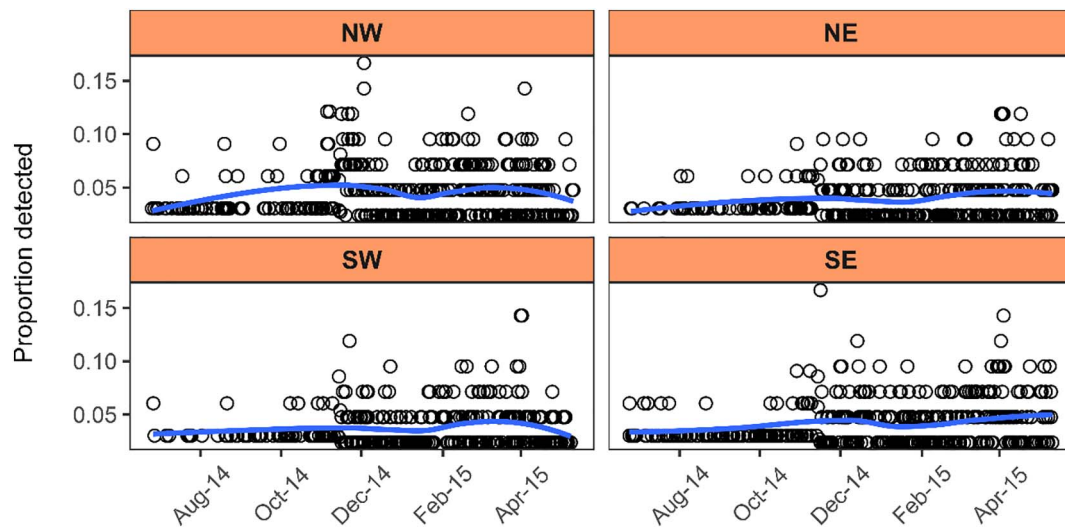 NW NE
0.15
0.10
0.05
SW SE
0.15
0.10
0.05
Proportion detected
Aug-14 Oct-14 Dec-14 Feb-15 Apr-15 Aug-14 Oct-14 Dec-14 Feb-15 Apr-15